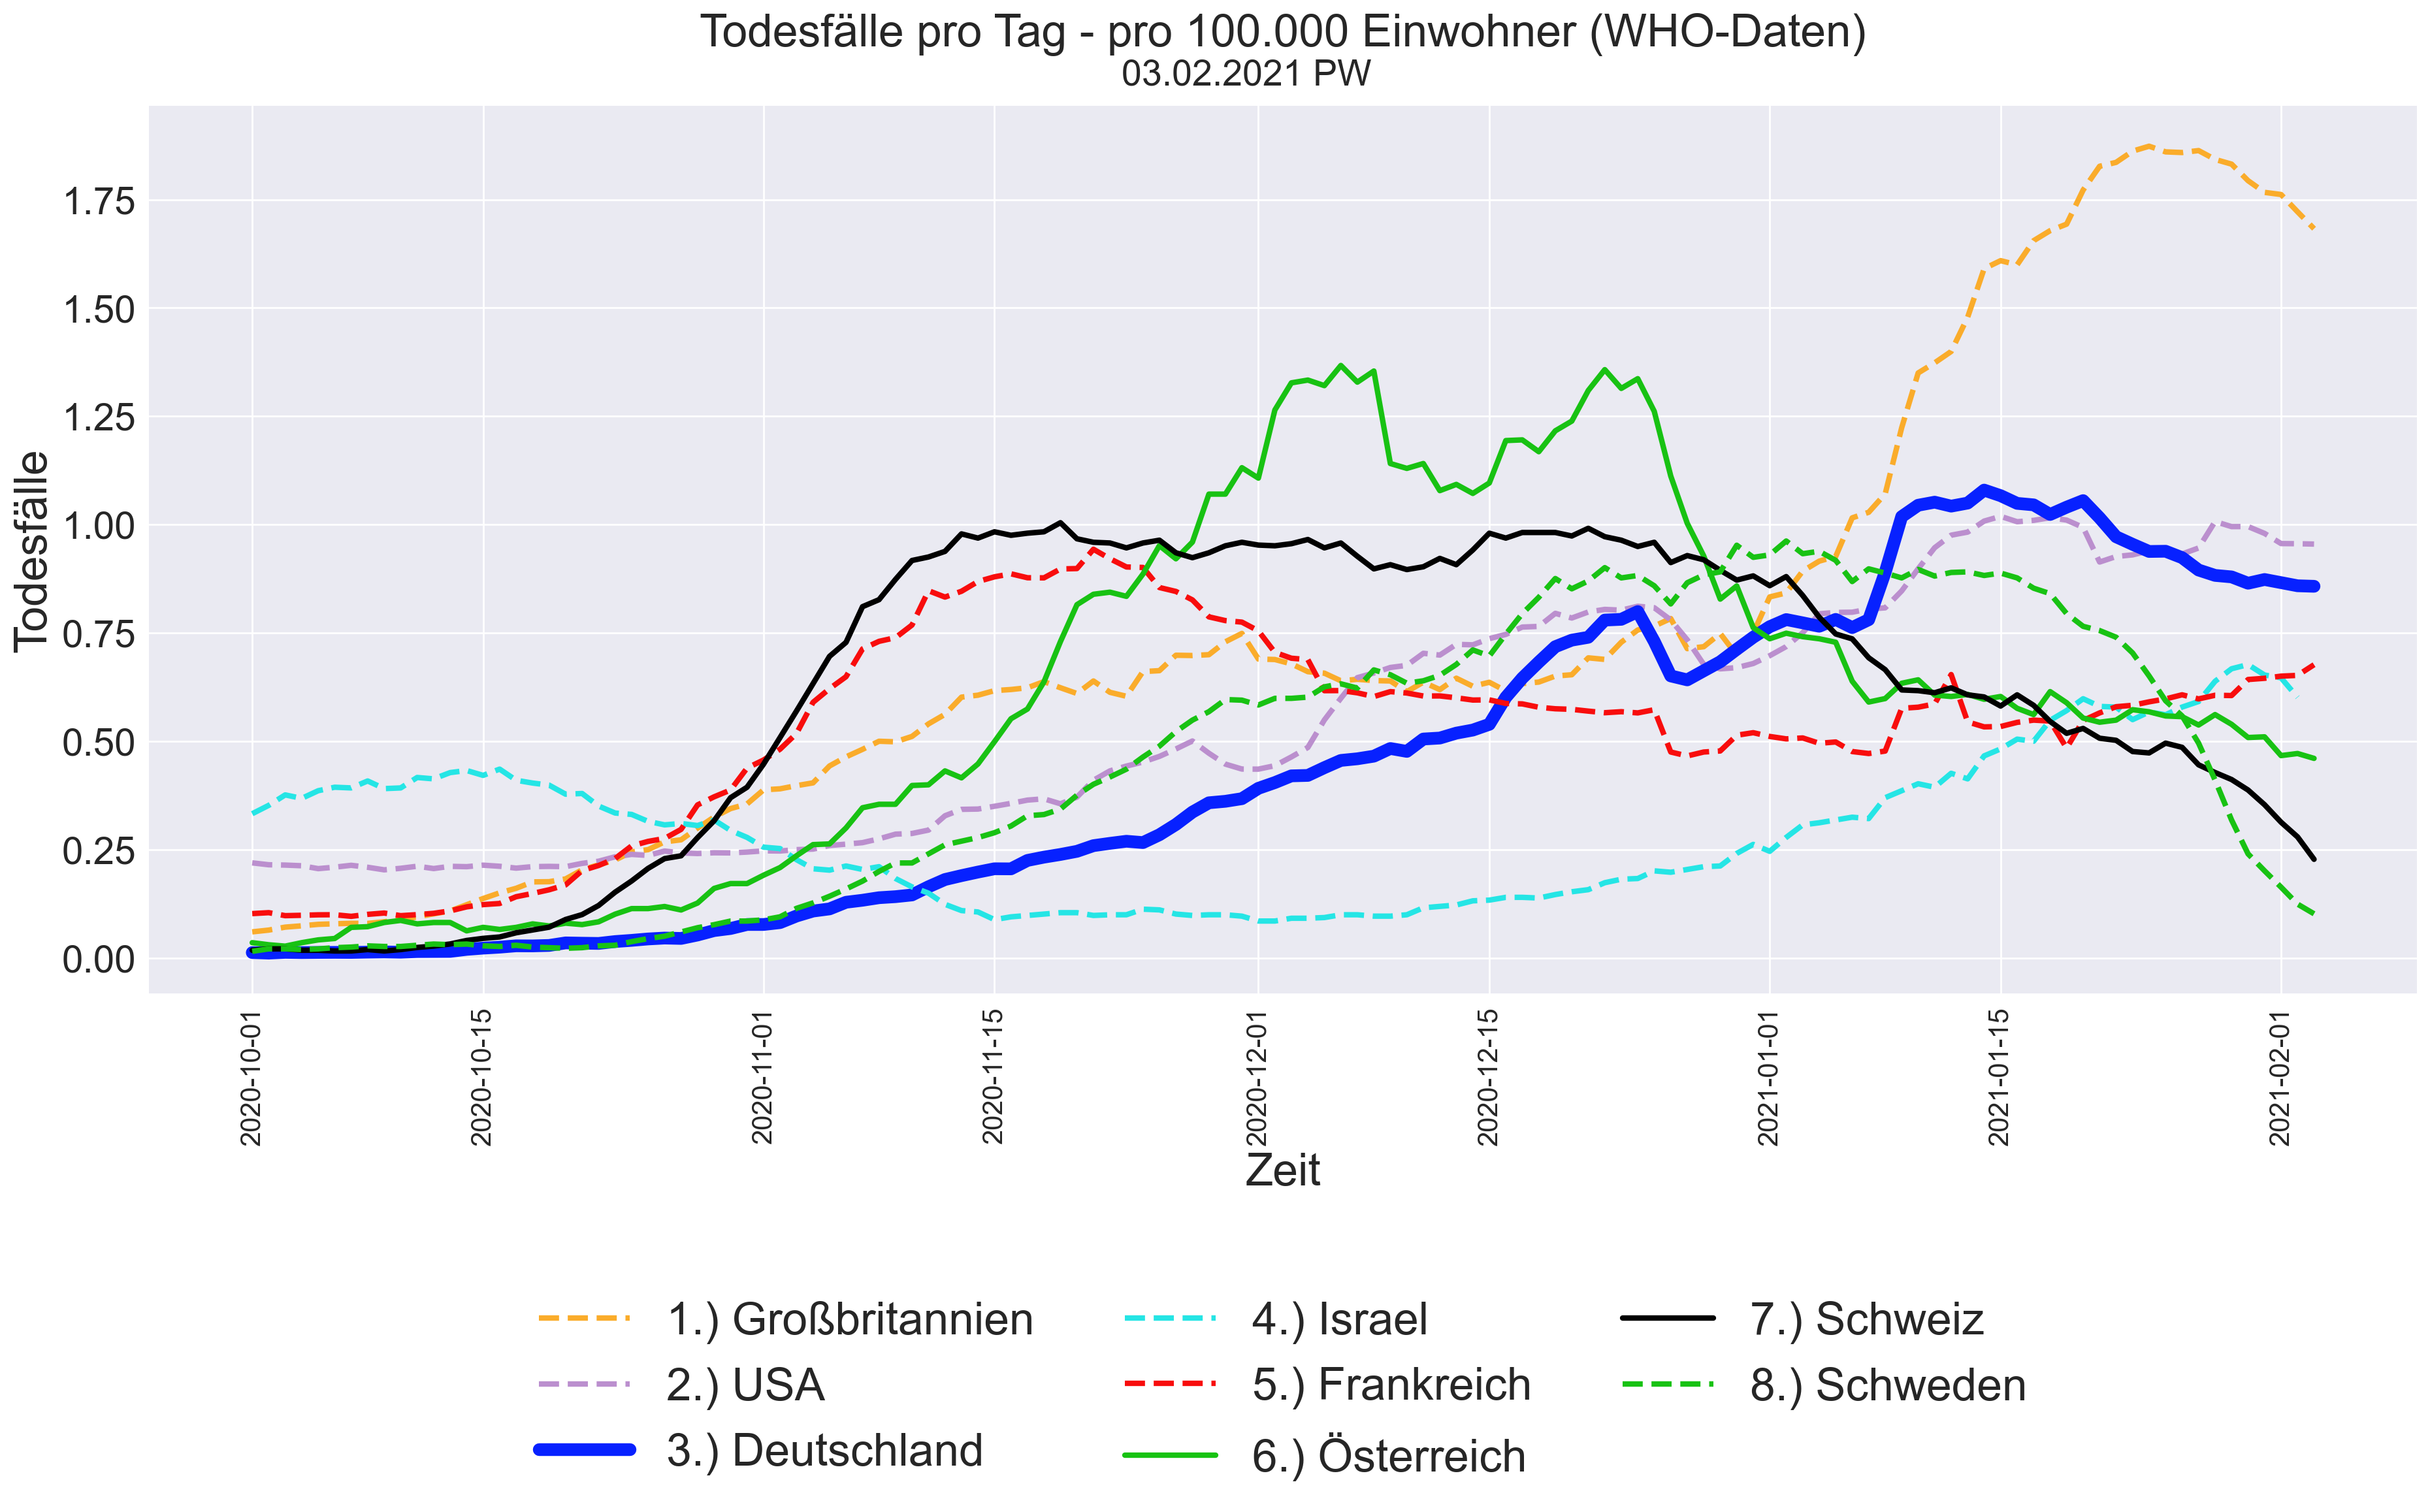 Todesfälle pro Tag - pro 100.000 Einwohner (WHO-Daten)
03.02.2021 PW
Todesfälle
1.75
1.50
1.25
1.00
0.75
0.50
0.25
0.00
2020-10-01
2020-10-15
2020-11-01
2020-11-15
2020-12-01
2020-12-15
2021-01-01
2021-01-15
2021-02-01
Zeit
1.) Großbritannien
2.) USA
3.) Deutschland
4.) Israel
5.) Frankreich
6.) Österreich
7.) Schweiz
8.) Schweden